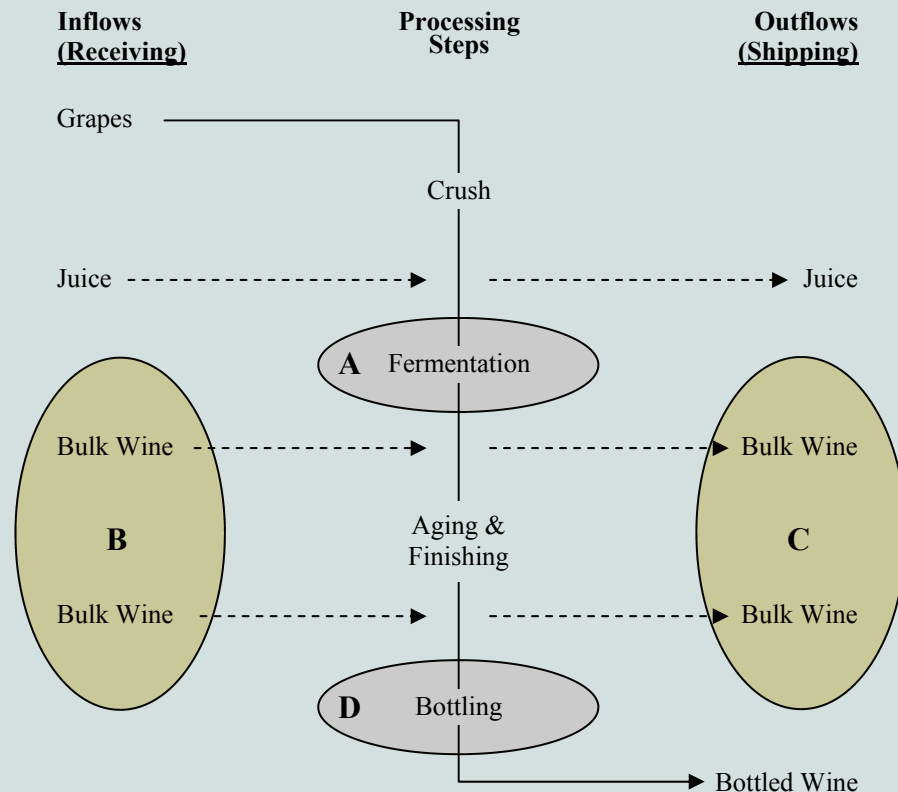 Inflows
(Receiving)
Processing
Steps
Outflows
(Shipping)
Grapes
Crush
Juice
Juice
A Fermentation
Bulk Wine
Bulk Wine
B
Aging &
Finishing
C
Bulk Wine
Bulk Wine
D Bottling
Bottled Wine